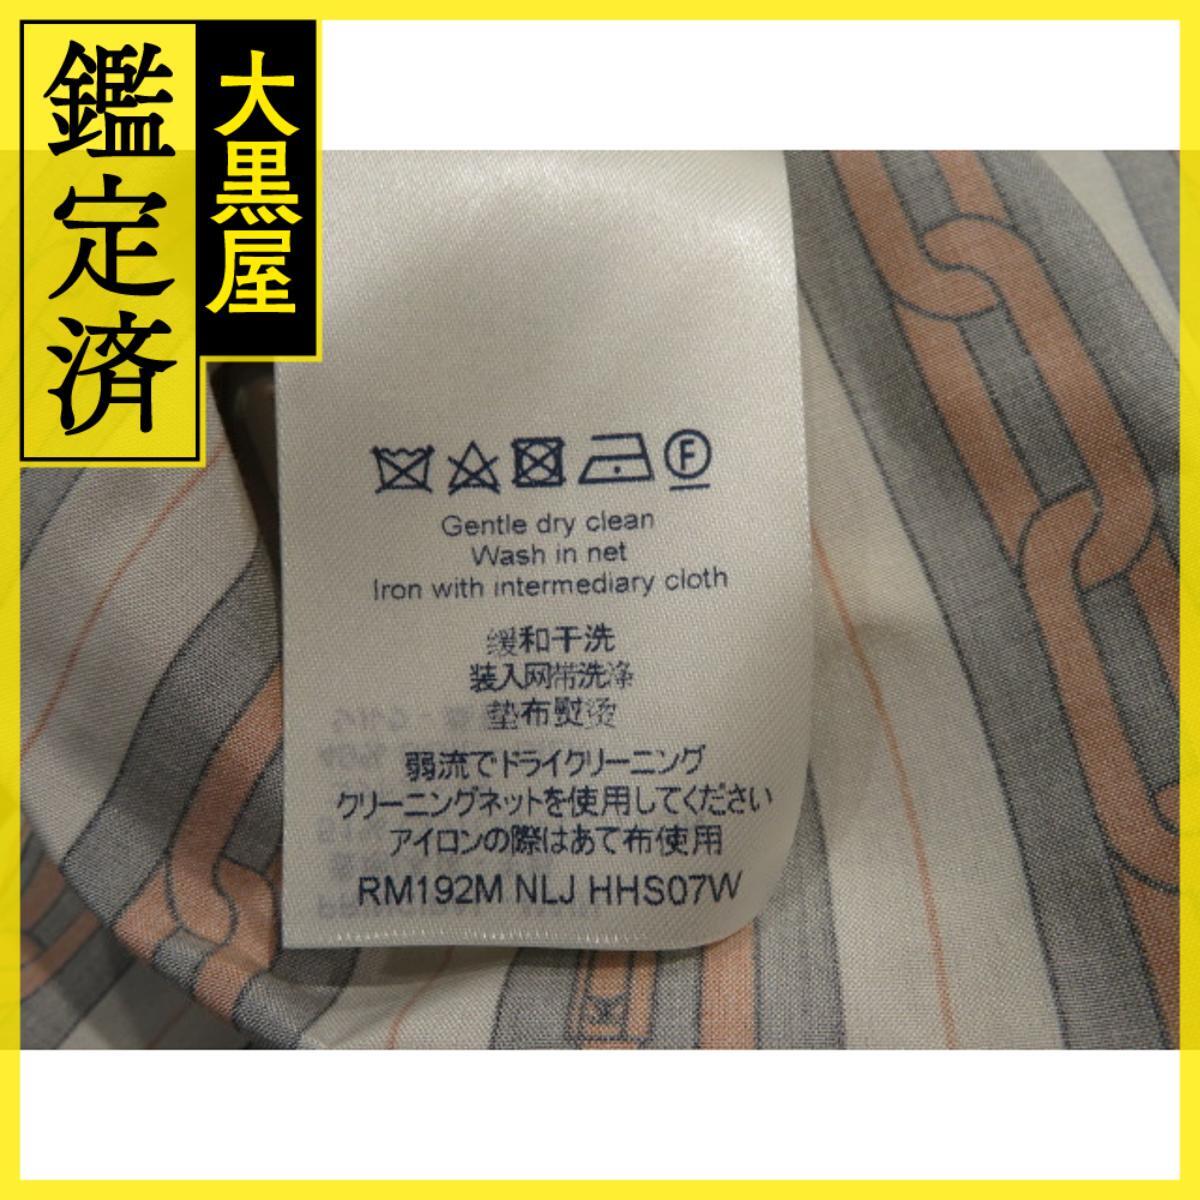 鑑定済
大黒屋
F
Gentle dry clean
Wash in net
Iron with intermediary cloth
缓和干洗
装入网带洗净
垫布熨烫
弱流でドライクリーニング
クリーニングネットを使用してください
アイロンの際はあて布使用
RM192M NLJ HHS07W